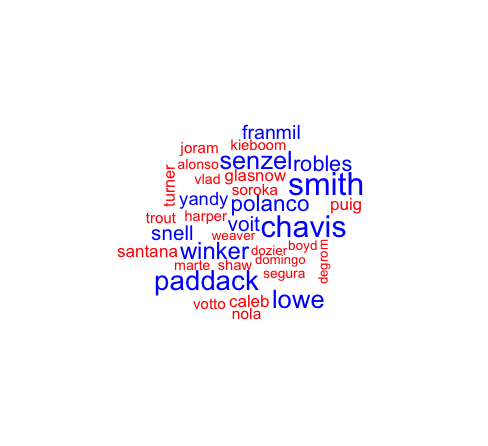 franmil
joram kieboom
alonso senzel robles
vlad glasnow smith
turner soroka
yandy polanco puig
trout harper voit chavis
snell weaver
santana winker dozier boyd degrom
marte shaw domingo
segura
paddack
votto caleb lowe
nola